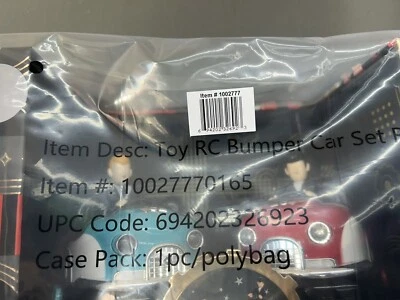 Item # 1002777
Item Desc: Toy RC Bumper Car Set
Item #: 10027770165
UPC Code: 694202326923
Case Pack: 1pc/polybag